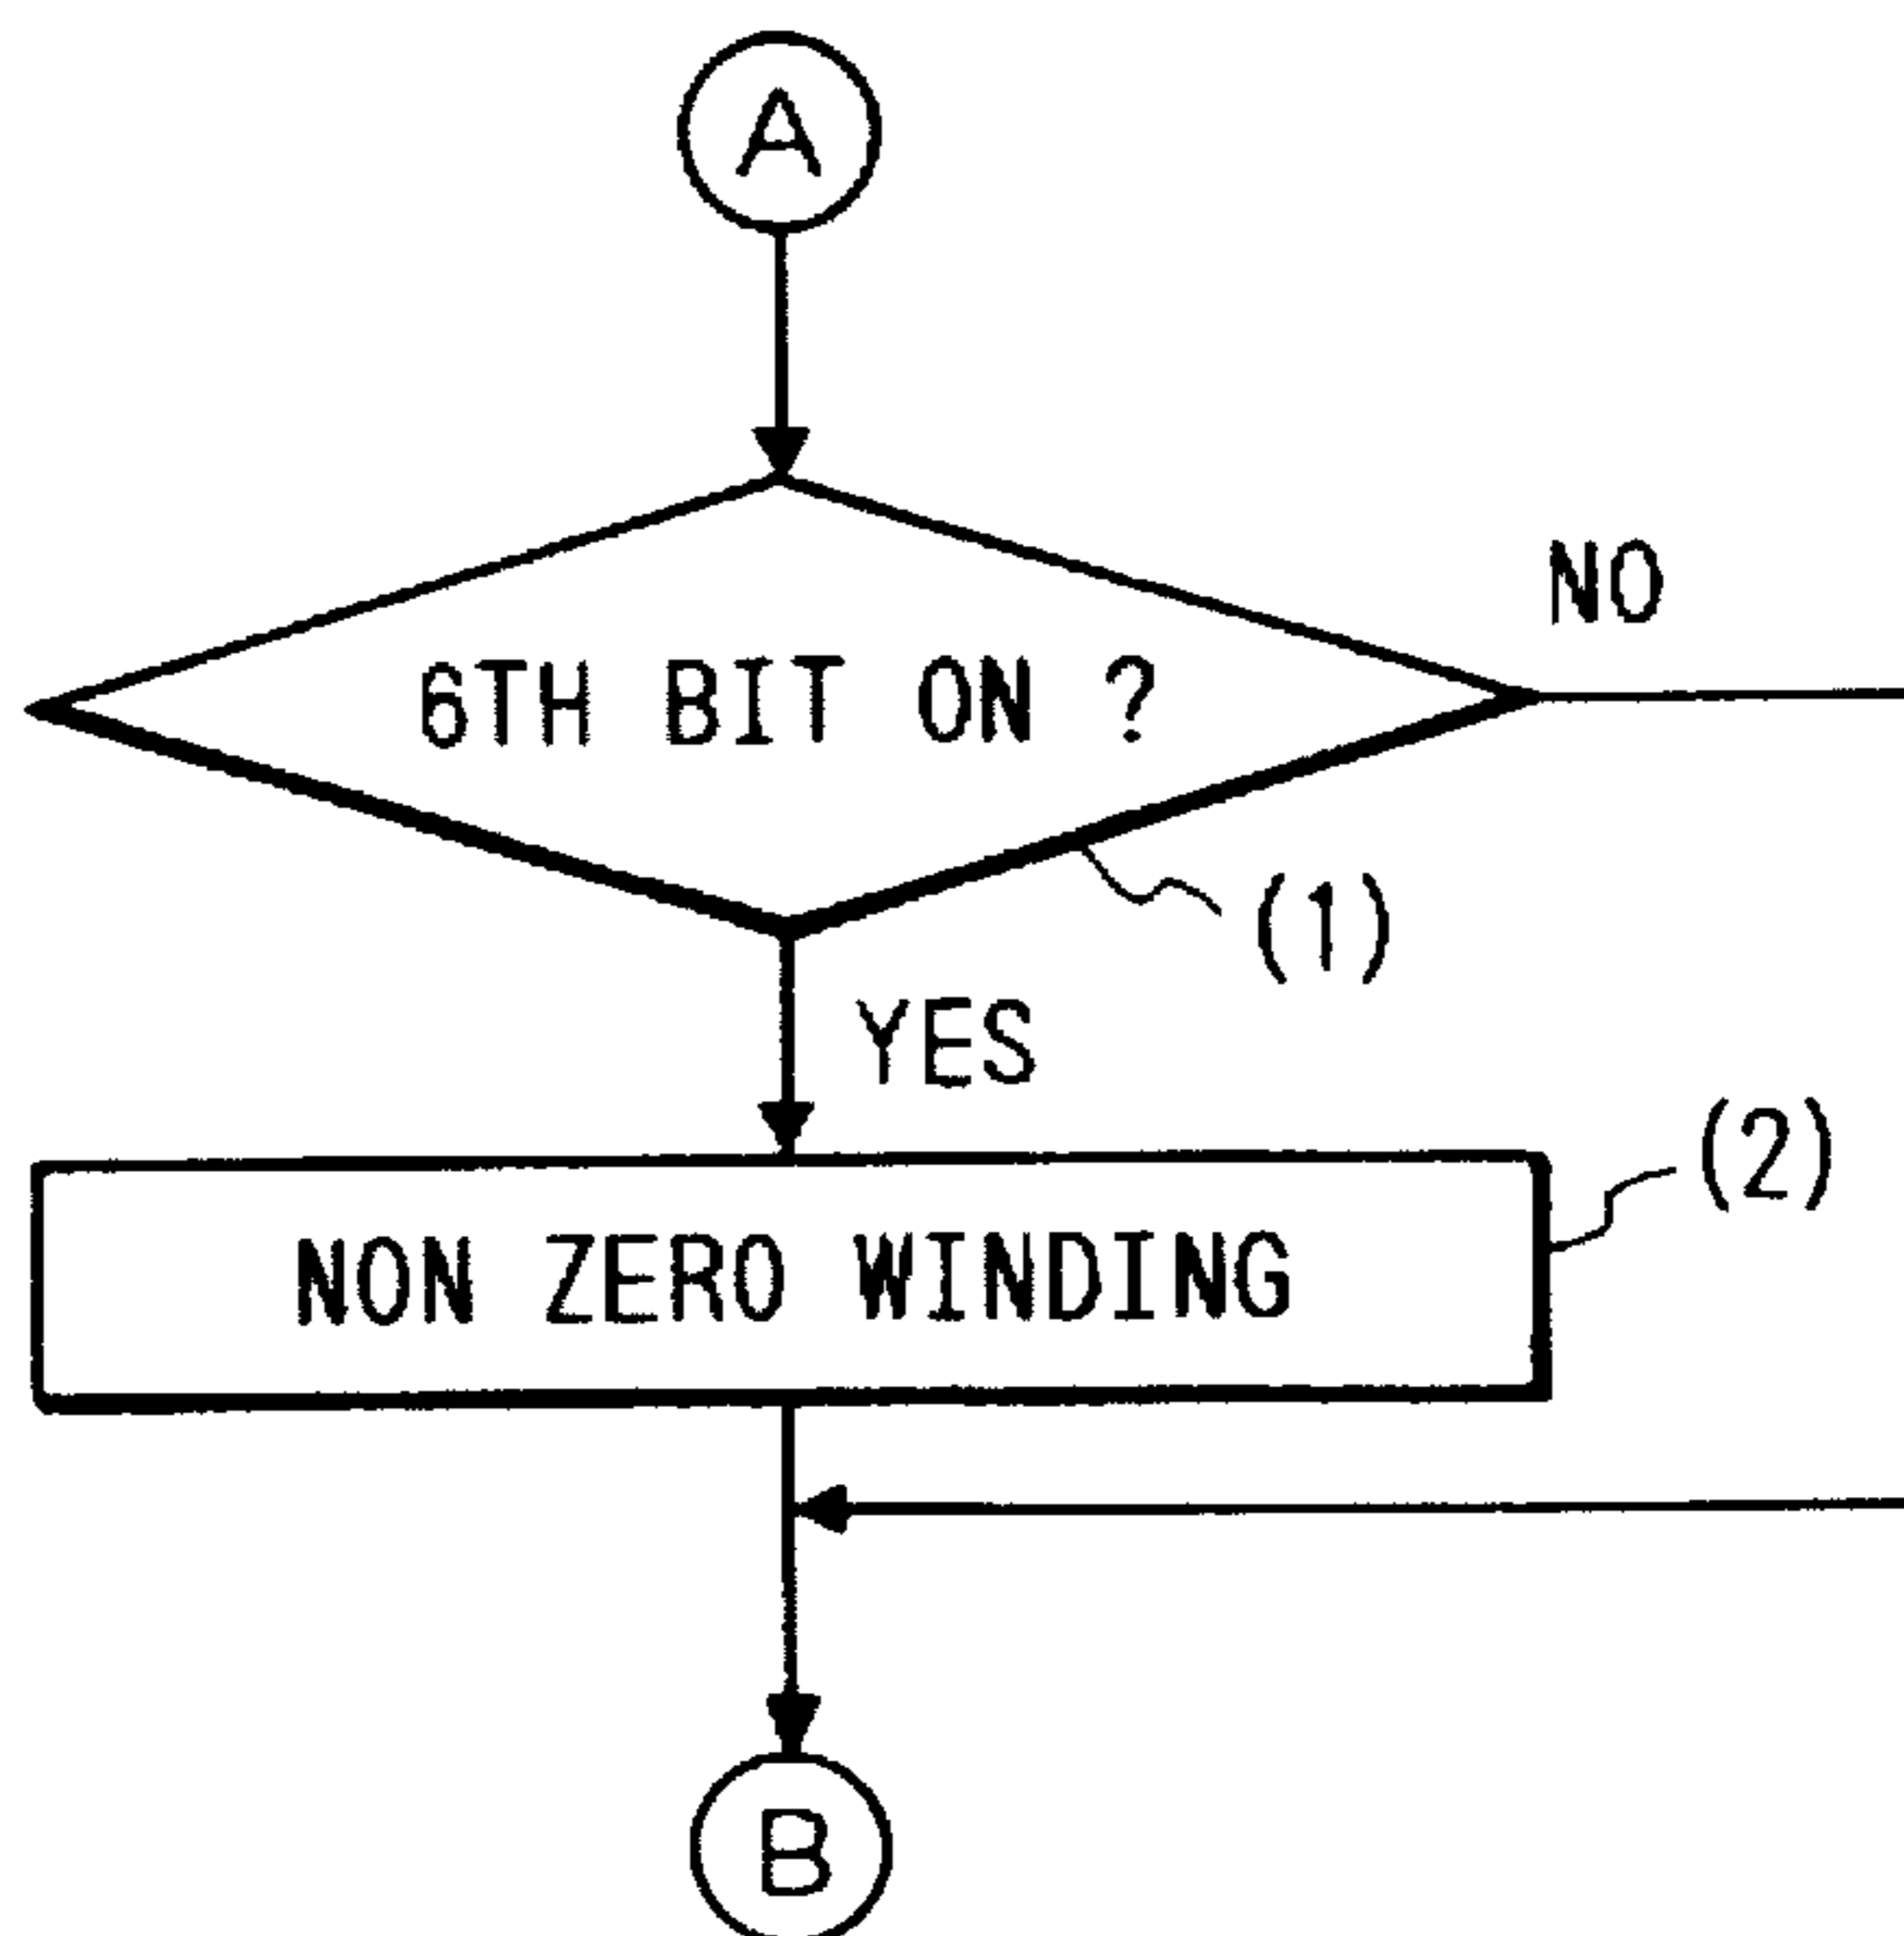 A
NO
6TH BIT ON ?
(1)
YES
(2)
NON ZERO WINDING
B